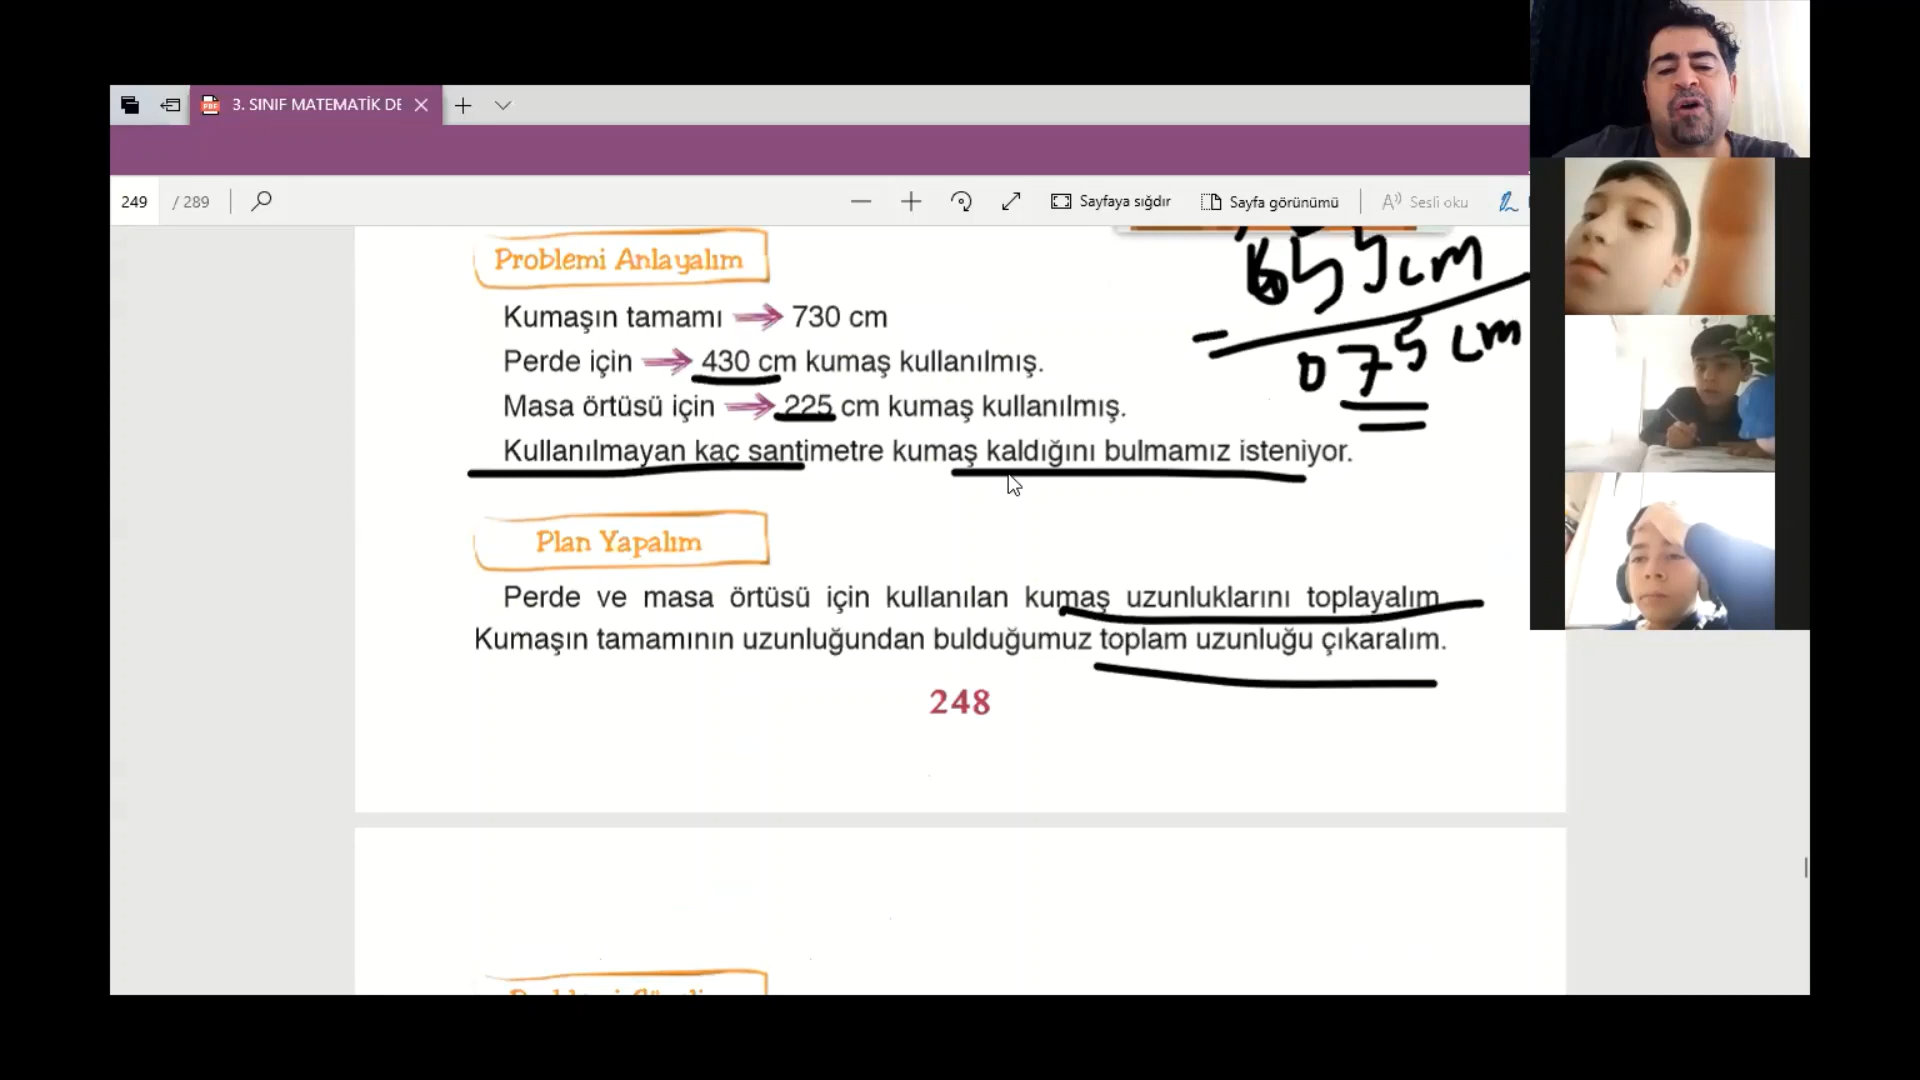 3. SINIF MATEMATİK DE
249 / 289
Sayfaya sığdır
Sayfa görünümü
Sesli oku
Problemi Anlayalım
655 cm
075 cm
Kumaşın tamamı → 730 cm
Perde için → 430 cm kumaş kullanılmış.
Masa örtüsü için → 225 cm kumaş kullanılmış.
Kullanılmayan kaç santimetre kumaş kaldığını bulmamız isteniyor.
Plan Yapalım
Perde ve masa örtüsü için kullanılan kumaş uzunluklarını toplayalım
Kumaşın tamamının uzunluğundan bulduğumuz toplam uzunluğu çıkaralım.
248